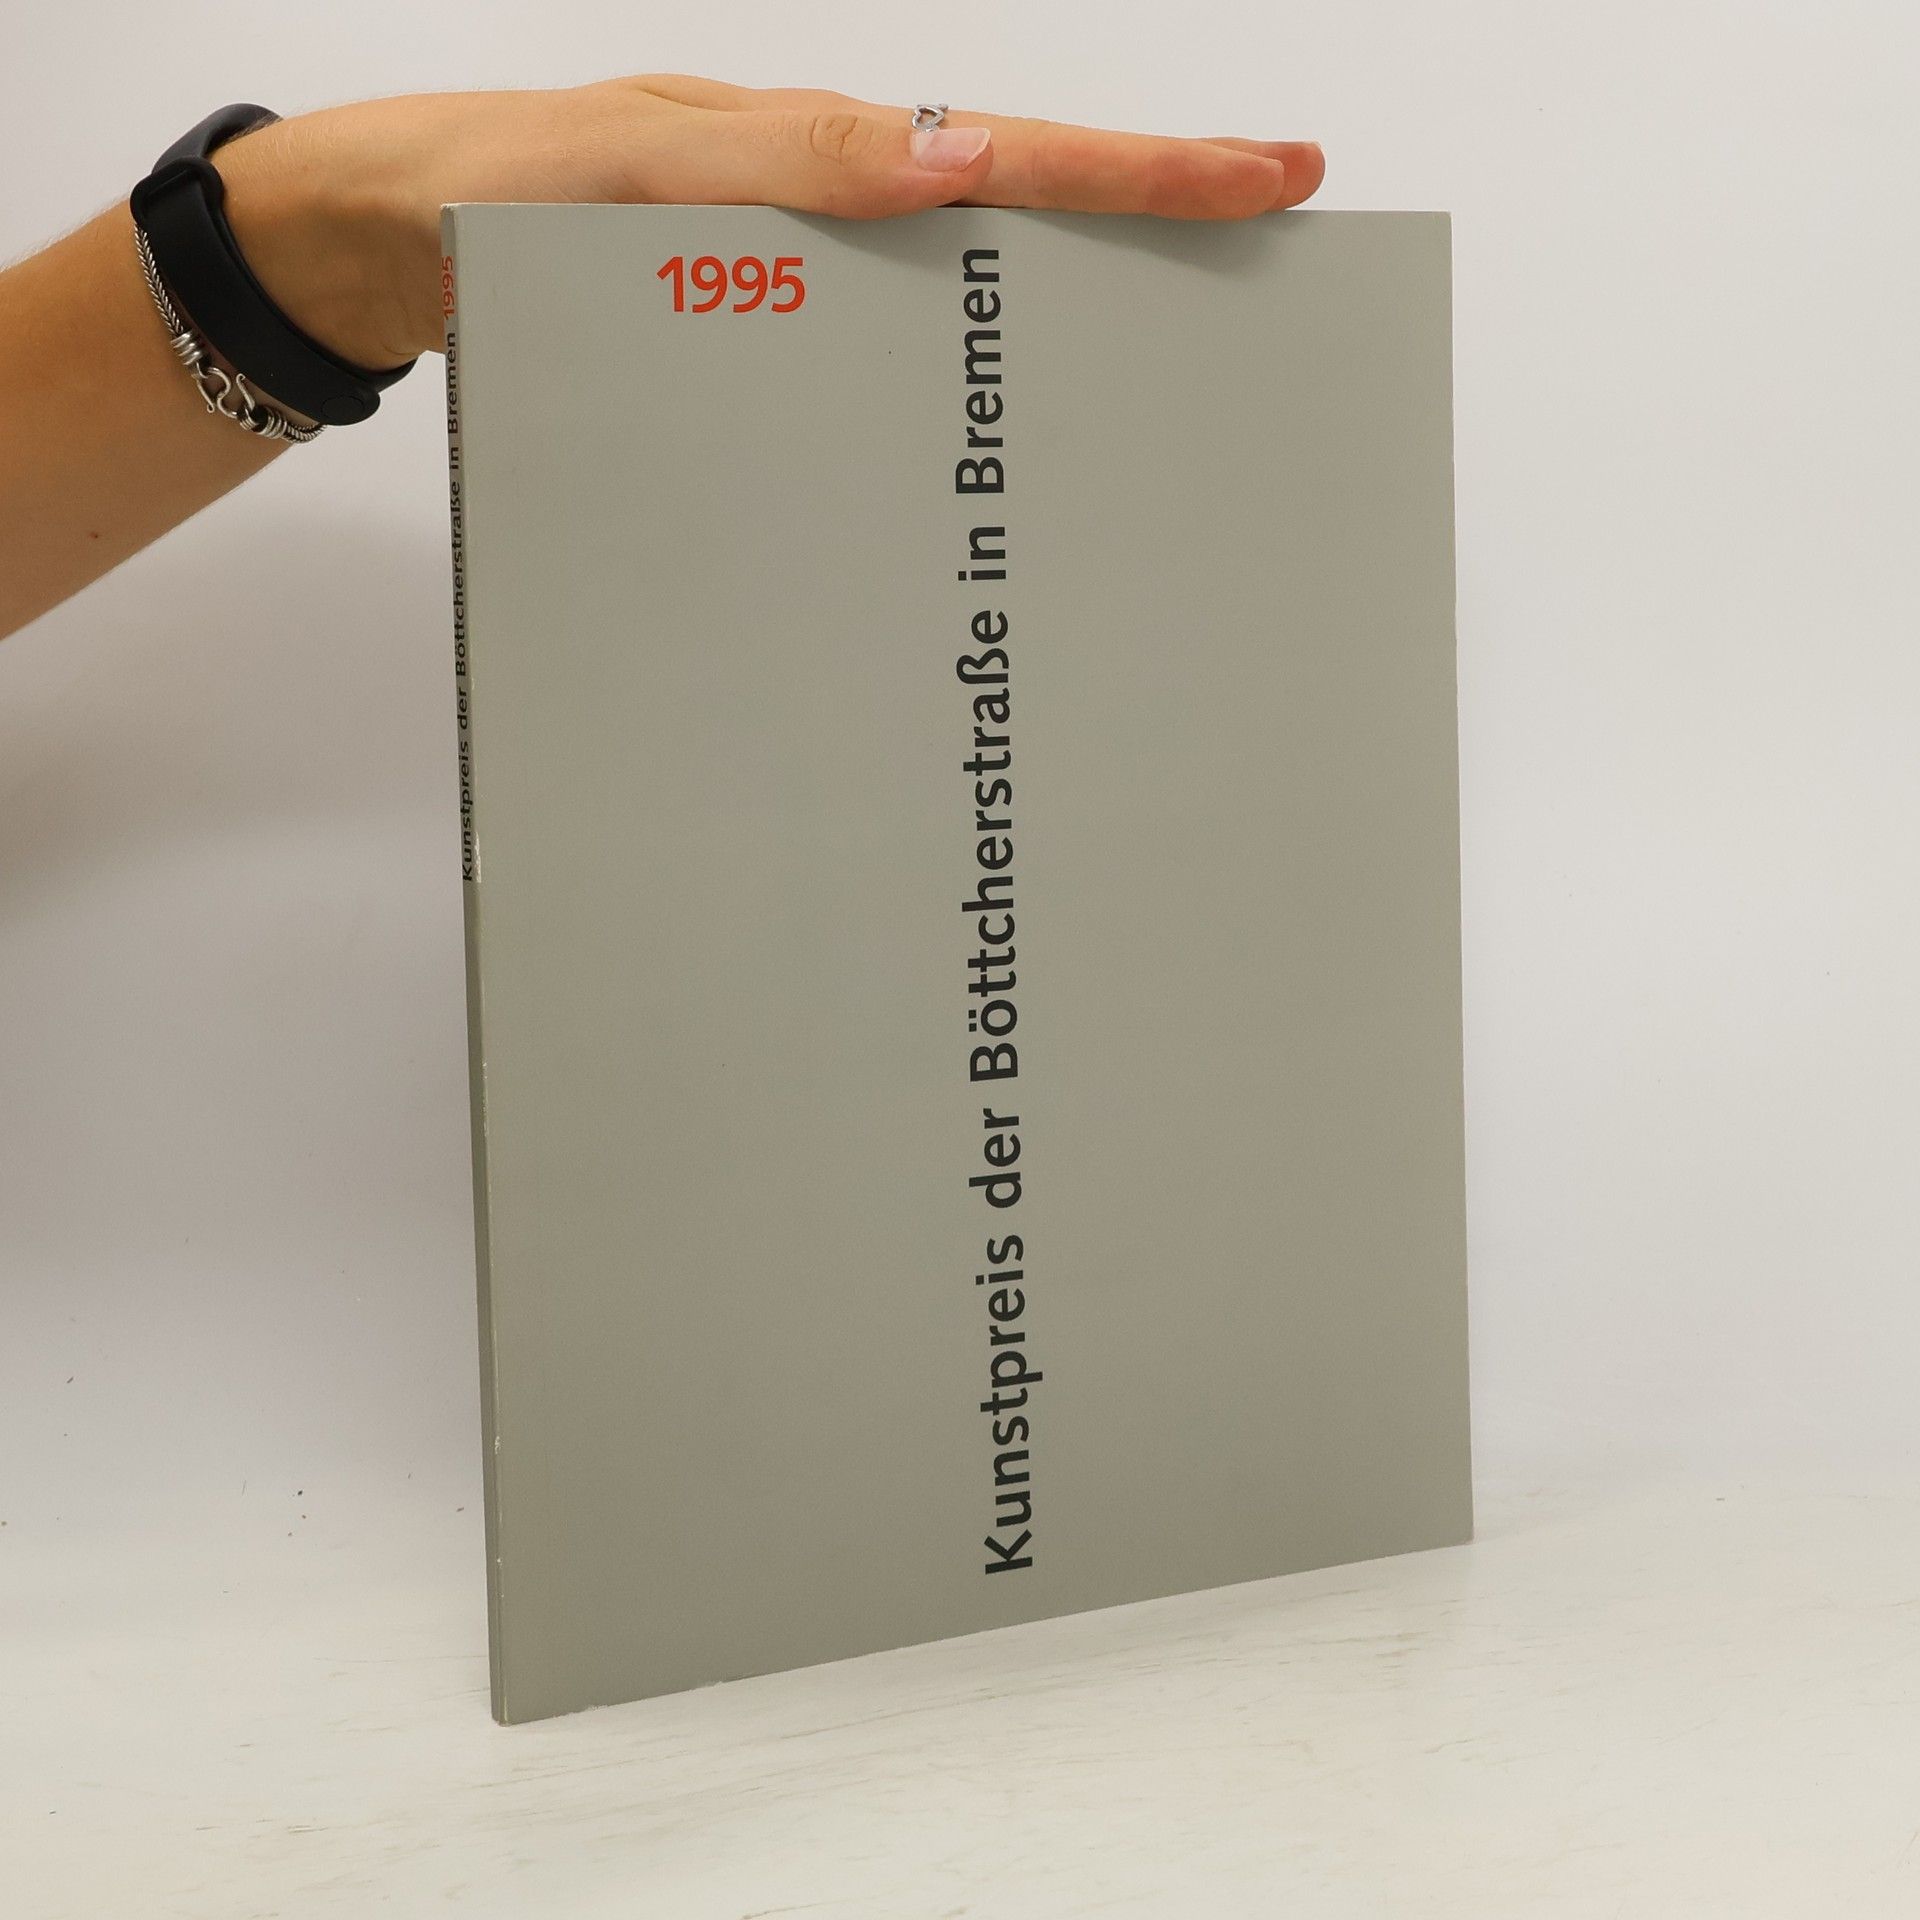 1995
Kunstpreis der Böttcherstraße in Bremen
Kunstpreis der Böttcherstraße in Bremen 1995